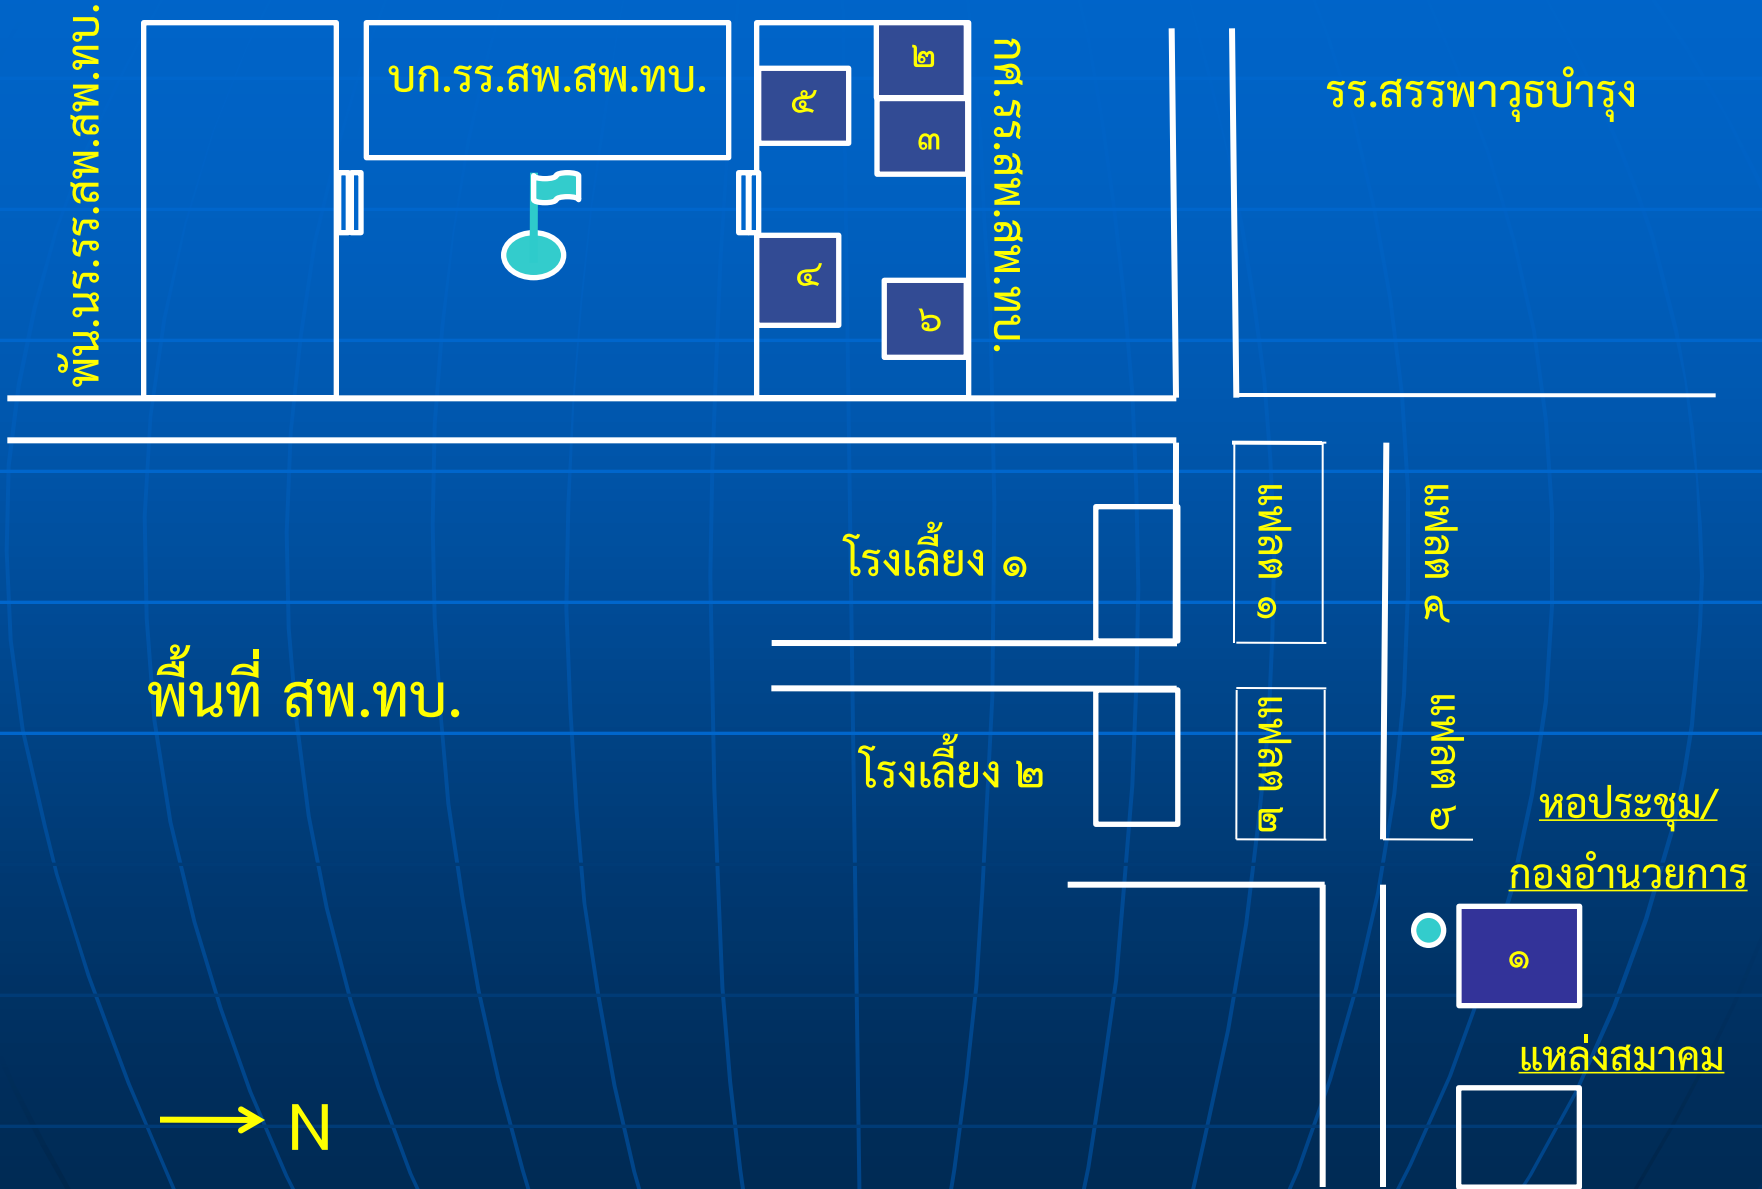 พัน.นร.รร.สพ.สพ.ทบ.
บก.รร.สพ.สพ.ทบ.
๒
๕
๓
๔
๖
กศ.รร.สพ.สพ.ทบ.
รร.สรรพาวุธบำรุง
โรงเลี้ยง ๑
แฟลต ๑
แฟลต ๔
พื้นที่ สพ.ทบ.
โรงเลี้ยง ๒
แฟลต ๒
แฟลต ๖
หอประชุม/
กองอำนวยการ
๑
แหล่งสมาคม
N